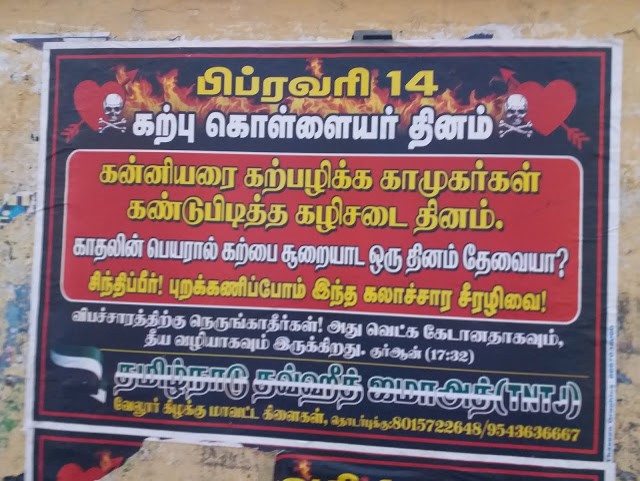 பிப்ரவரி 14
கற்பு கொள்ளையர் தினம்
கன்னியரை கற்பழிக்க காமுகர்கள்
கண்டுபிடித்த கழிசடை தினம்.
காதலின் பெயரால் கற்பை சூறையாட ஒரு தினம் தேவையா?
சிந்திப்பீர்! புறக்கணிப்போம் இந்த கலாச்சார சீரழிவை!
விபச்சாரத்திற்கு நெருங்காதீர்கள்! அது வெட்க கேடானதாகவும்,
தீய வழியாகவும் இருக்கிறது. குர்ஆன் (17:32)
தமிழ்நாடு தவ்ஹீத் ஜமாஅத்(TNTJ)
வேலூர் கிழக்கு மாவட்ட கிளைகள், தொடர்புக்கு:8015722648/9543636667